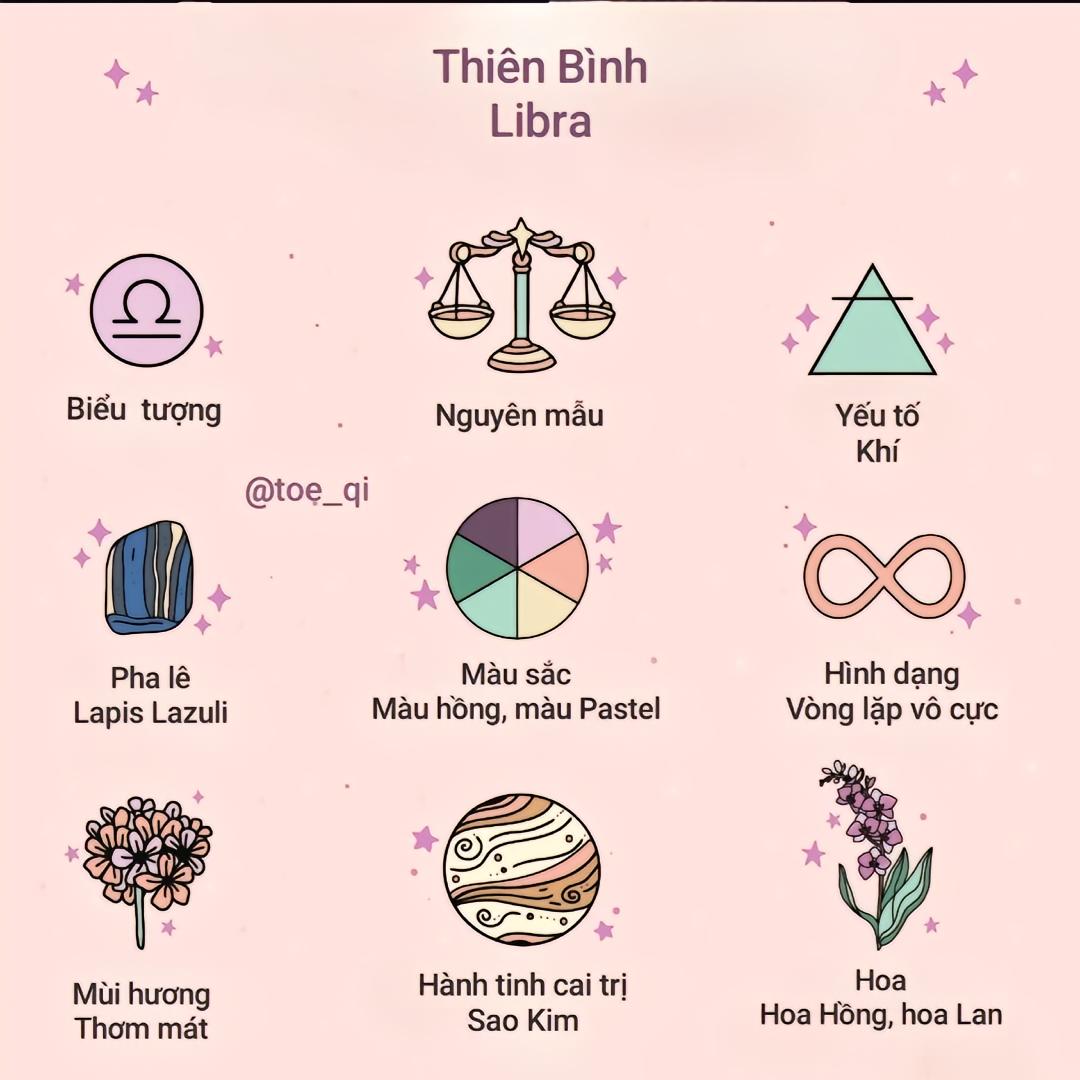 Thiên Bình
Libra
Biểu tượng
Nguyên mẫu
Yếu tố
Khí
@toe_qi
Pha lê
Lapis Lazuli
Màu sắc
Màu hồng, màu Pastel
Hình dạng
Vòng lặp vô cực
Mùi hương
Thơm mát
Hành tinh cai trị
Sao Kim
Hoa
Hoa Hồng, hoa Lan